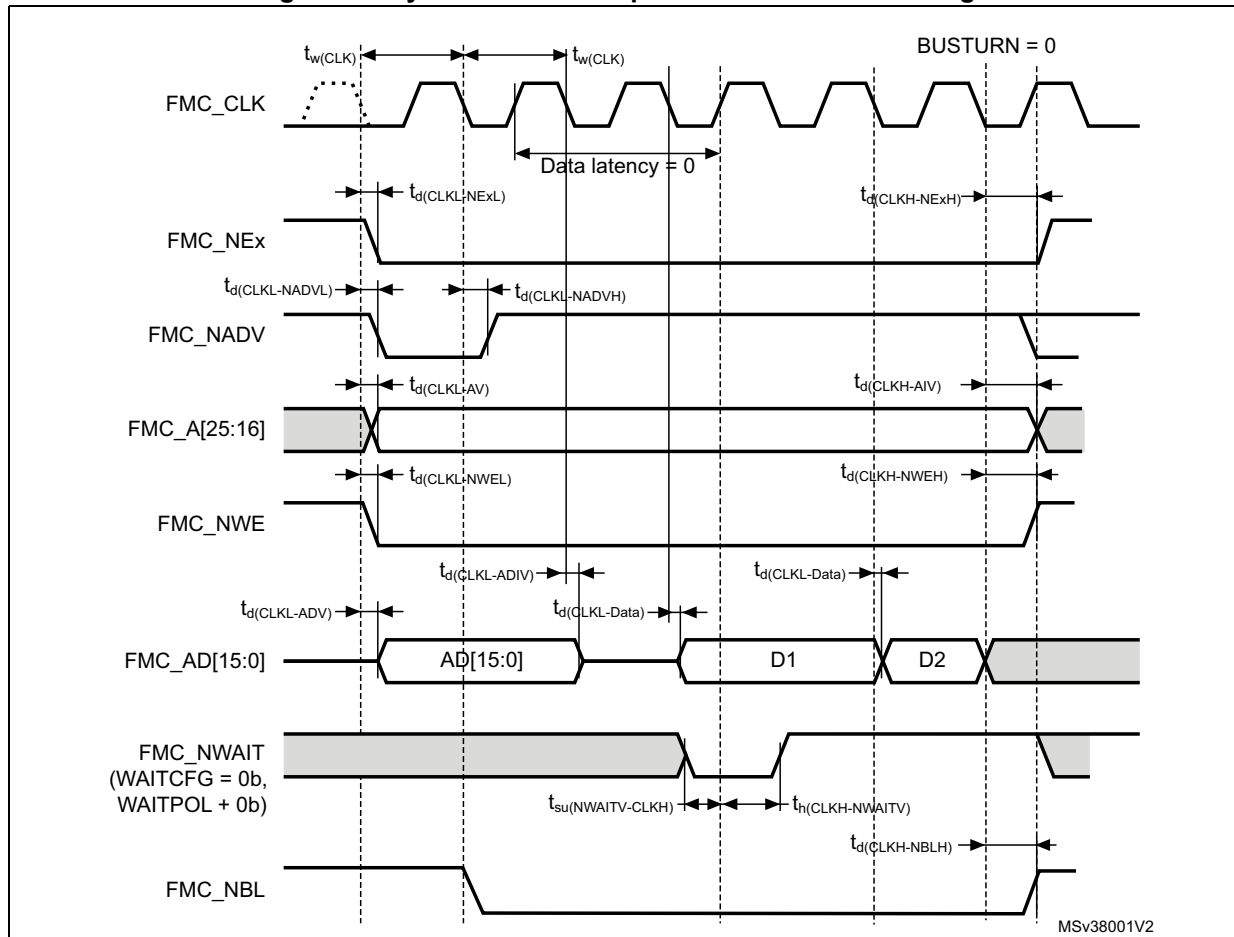 BUSTURN = 0
tw(CLK) tw(CLK)
FMC_CLK
Data latency = 0
td(CLKL-NExL) td(CLKH-NExH)
FMC_NEx
td(CLKL-NADVL) td(CLKL-NADVH)
FMC_NADV
td(CLKL-AV) td(CLKH-AIV)
FMC_A[25:16]
td(CLKL-NWEL) td(CLKH-NWEH)
FMC_NWE
td(CLKL-ADIV) td(CLKL-Data)
td(CLKL-ADV) td(CLKL-Data)
FMC_AD[15:0] AD[15:0] D1 D2
FMC_NWAIT
(WAITCFG = 0b,
WAITPOL + 0b)
tsu(NWAITV-CLKH) th(CLKH-NWAITV)
td(CLKH-NBLH)
FMC_NBL
MSv38001V2